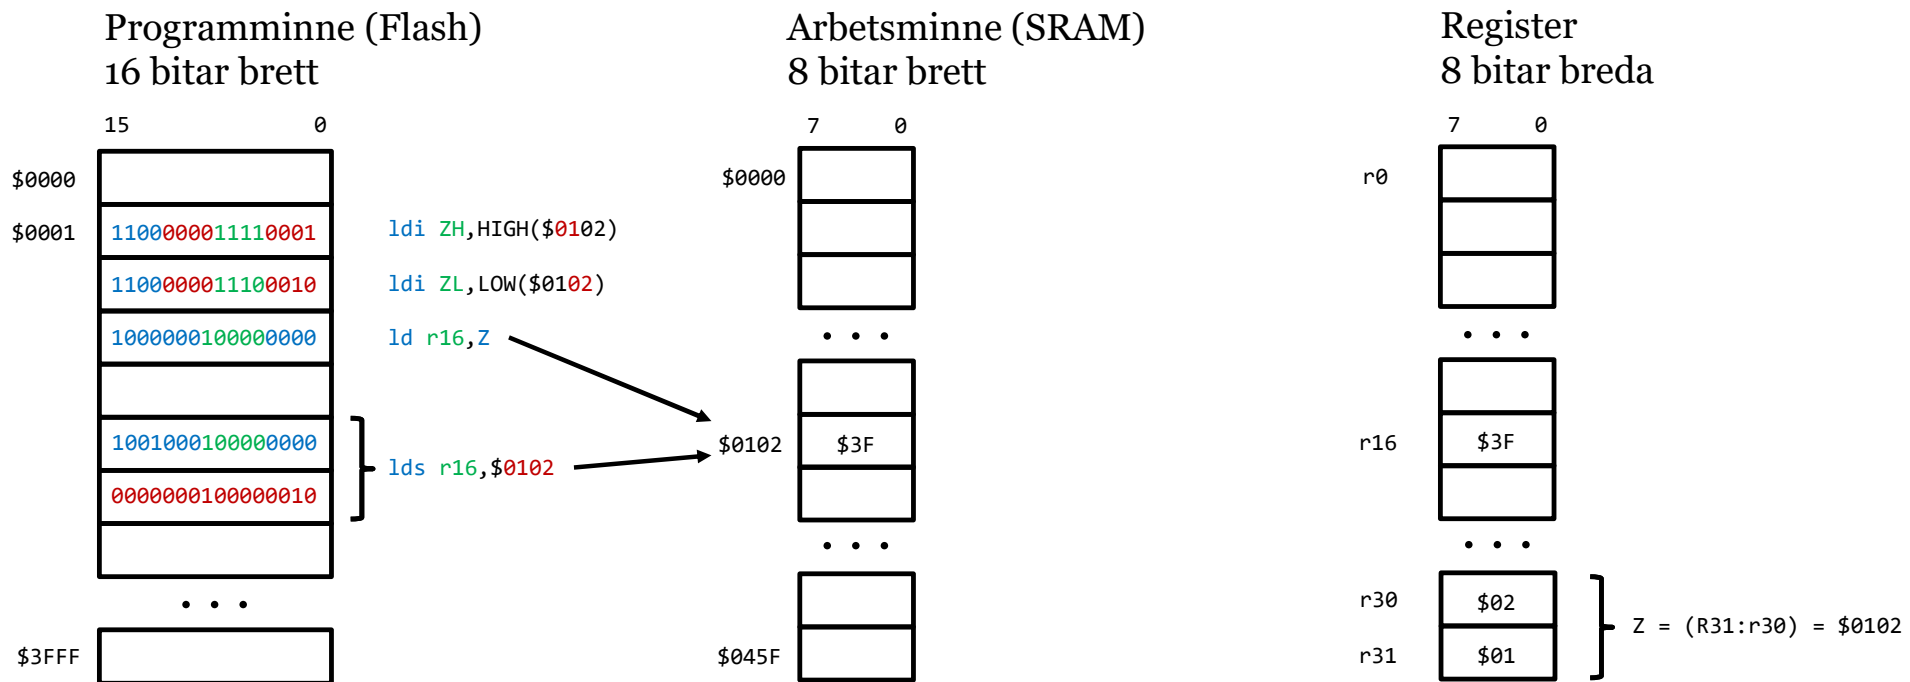 Programminne (Flash)
16 bitar brett
Arbetsminne (SRAM)
8 bitar brett
Register
8 bitar breda
15 0
7 0
7 0
$0000
$0000
r0
$0001
1100000011110001
ldi ZH,HIGH($0102)
1100000011100010
ldi ZL,LOW($0102)
1000000100000000
ld r16,Z
. . .
. . .
1001000100000000
$0102
$3F
r16
$3F
lds r16,$0102
0000000100000010
. . .
. . .
. . .
r30
$02
Z = (R31:r30) = $0102
$3FFF
$045F
r31
$01